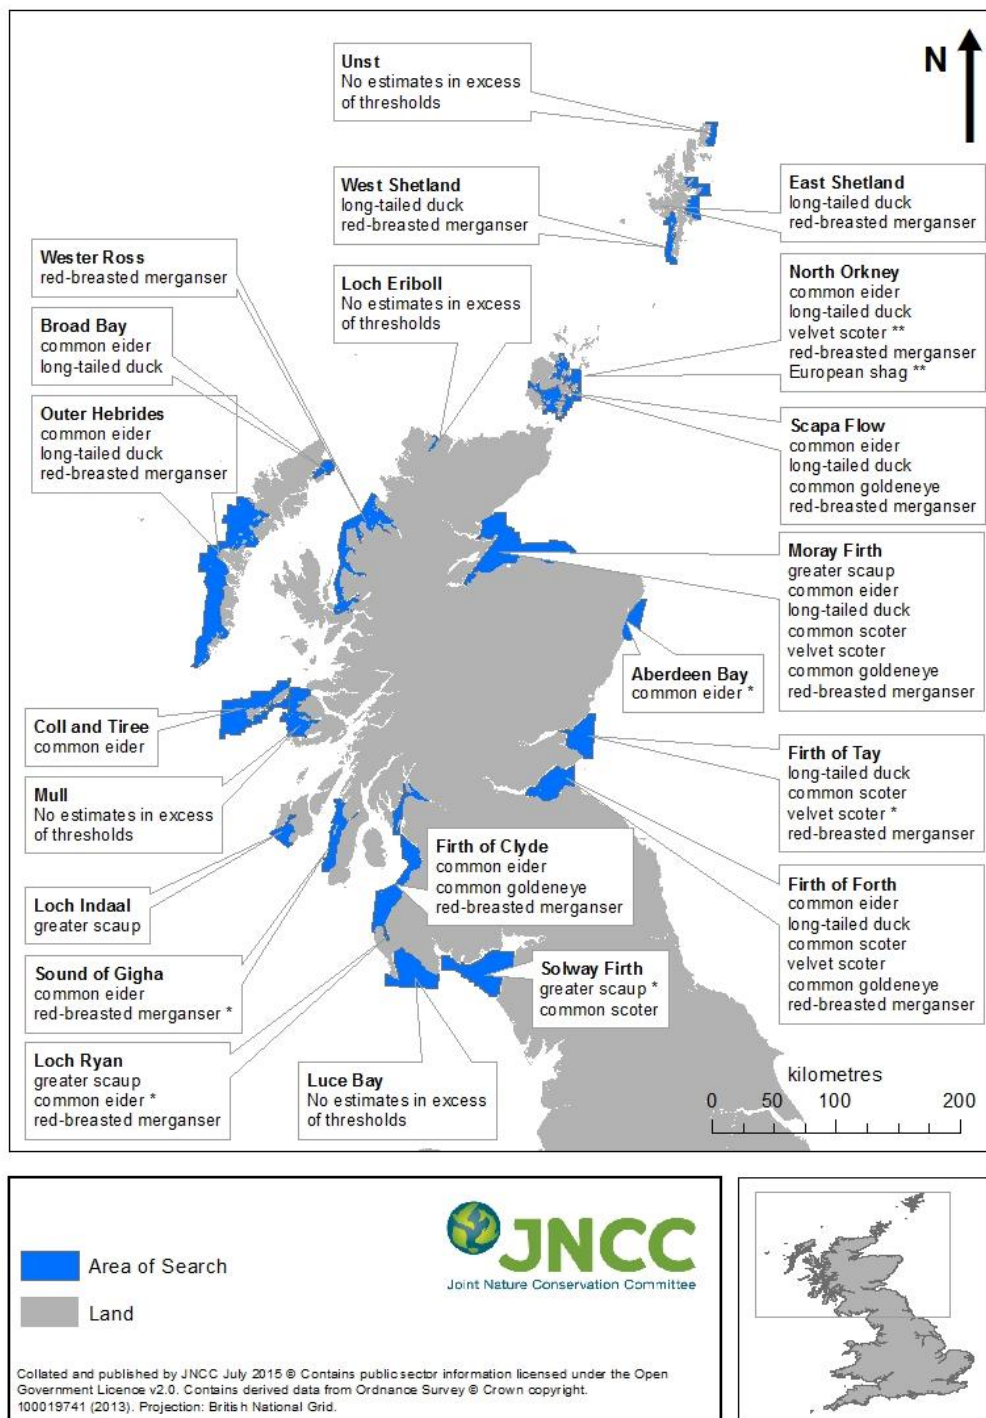 N
Unst
No estimates in excess
of thresholds
West Shetland
long-tailed duck
red-breasted merganser
East Shetland
long-tailed duck
red-breasted merganser
Wester Ross
red-breasted merganser
Loch Eriboll
No estimates in excess
of thresholds
North Orkney
common eider
long-tailed duck
velvet scoter **
red-breasted merganser
European shag **
Broad Bay
common eider
long-tailed duck
Outer Hebrides
common eider
long-tailed duck
red-breasted merganser
Scapa Flow
common eider
long-tailed duck
common goldeneye
red-breasted merganser
Moray Firth
greater scaup
common eider
long-tailed duck
common scoter
velvet scoter
common goldeneye
red-breasted merganser
Aberdeen Bay
common eider *
Coll and Tiree
common eider
Firth of Tay
long-tailed duck
common scoter
velvet scoter *
red-breasted merganser
Mull
No estimates in excess
of thresholds
Firth of Clyde
common eider
common goldeneye
red-breasted merganser
Firth of Forth
common eider
long-tailed duck
common scoter
velvet scoter
common goldeneye
red-breasted merganser
Loch Indaal
greater scaup
Sound of Gigha
common eider
red-breasted merganser *
Solway Firth
greater scaup *
common scoter
Loch Ryan
greater scaup
common eider *
red-breasted merganser
Luce Bay
No estimates in excess
of thresholds
kilometres
0 50 100 200
Area of Search
Land
JNCC
Joint Nature Conservation Committee
Collated and published by JNCC July 2015 © Contains public sector information licensed under the Open
Government Licence v2.0. Contains derived data from Ordnance Survey © Crown copyright.
100019741 (2013). Projection: British National Grid.